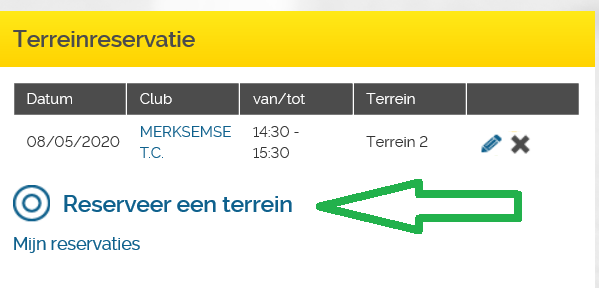 Terreinreservatie
Datum Club van/tot Terrein
08/05/2020 MERKSEMSE T.C. 14:30 - 15:30 Terrein 2
Reserveer een terrein
Mijn reservaties